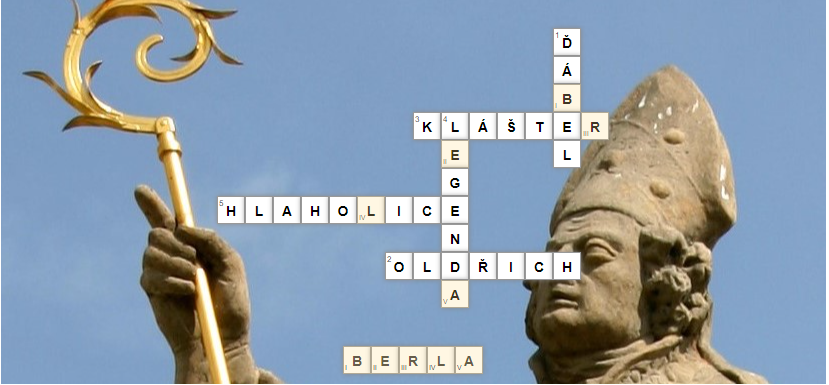 ĎÁBEL
KLÁŠTER
LEGENDA
HLAHOLICE
OLDŘICH
BERLA